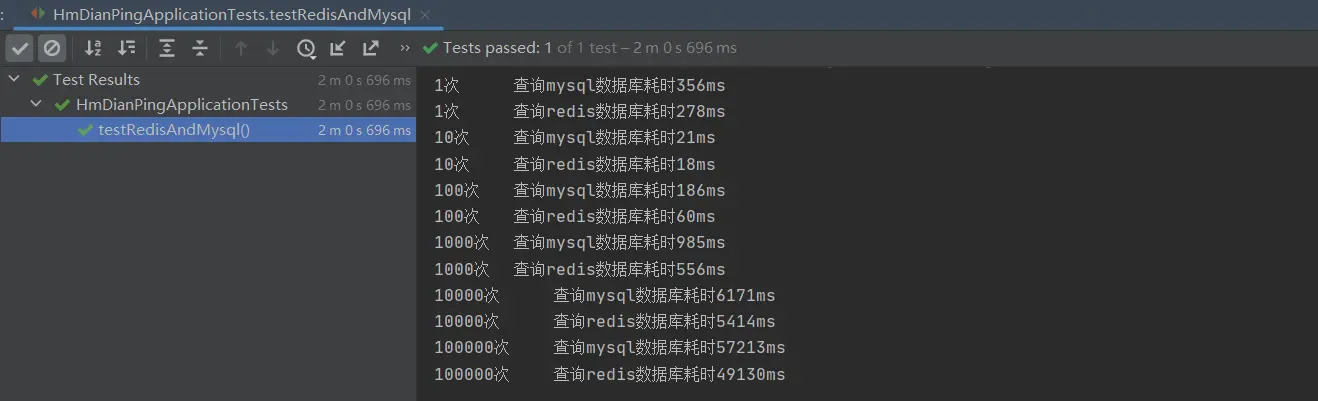 : HmDianPingApplicationTests.testRedisAndMysql ×
» Tests passed: 1 of 1 test – 2 m 0 s 696 ms
Test Results 2 m 0 s 696 ms
HmDianPingApplicationTests 2 m 0 s 696 ms
testRedisAndMysql() 2 m 0 s 696 ms
1次 查询mysql数据库耗时356ms
1次 查询redis数据库耗时278ms
10次 查询mysql数据库耗时21ms
10次 查询redis数据库耗时18ms
100次 查询mysql数据库耗时186ms
100次 查询redis数据库耗时60ms
1000次 查询mysql数据库耗时985ms
1000次 查询redis数据库耗时556ms
10000次 查询mysql数据库耗时6171ms
10000次 查询redis数据库耗时5414ms
100000次 查询mysql数据库耗时57213ms
100000次 查询redis数据库耗时49130ms